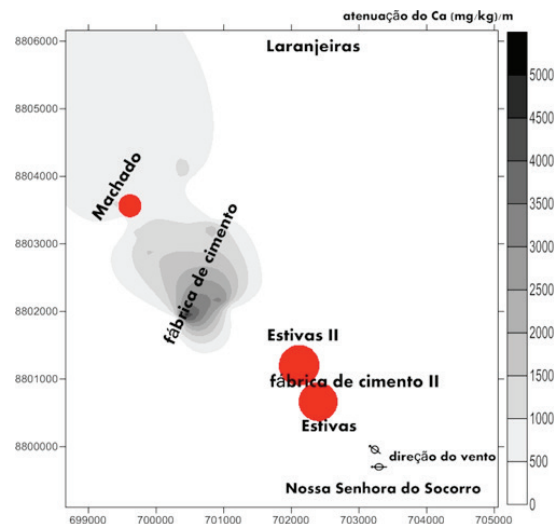 atenuação do Ca (mg/kg)/m
8806000
Laranjeiras
5000
8805000
4500
4000
8804000
Machado
3500
8803000
fábrica de cimento
3000
2500
8802000
2000
Estivas II
1500
8801000
fábrica de cimento II
1000
Estivas
8800000
direção do vento
500
Nossa Senhora do Socorro
0
699000 700000 701000 702000 703000 704000 705000